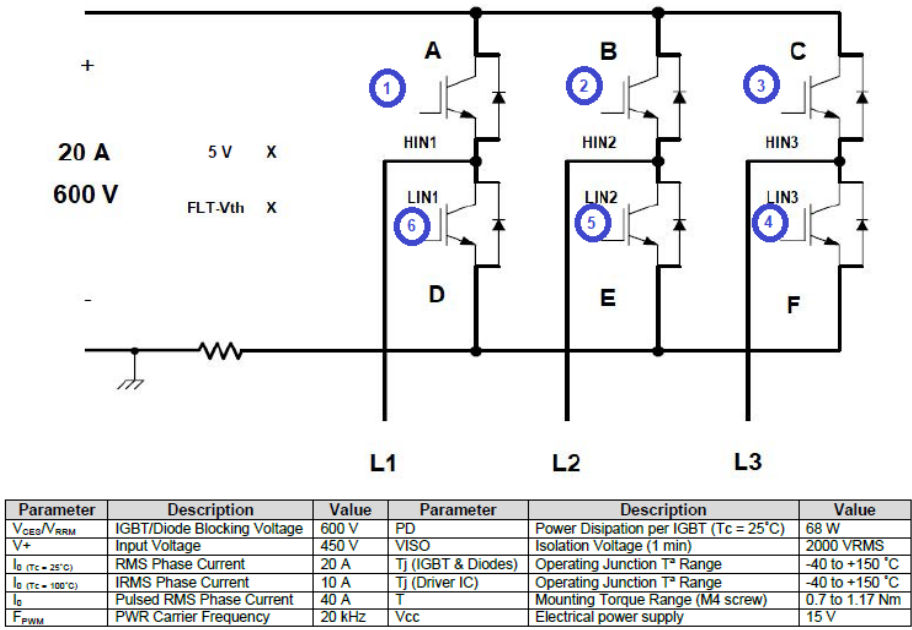 A B C
+ 1 2 3
HIN1 HIN2 HIN3
20 A 5 V X
600 V LIN1 LIN2 LIN3
FLT-Vth X
6 5 4
- D E F
L1 L2 L3
Parameter Description Value Parameter Description Value
VCES/VRRM IGBT/Diode Blocking Voltage 600 V PD Power Disipation per IGBT (Tc = 25˚C) 68 W
V+ Input Voltage 450 V VISO Isolation Voltage (1 min) 2000 VRMS
I0 (Tc = 25˚C) RMS Phase Current 20 A Tj (IGBT & Diodes) Operating Junction Tª Range -40 to +150 ˚C
I0 (Tc = 100˚C) IRMS Phase Current 10 A Tj (Driver IC) Operating Junction Tª Range -40 to +150 ˚C
I0 Pulsed RMS Phase Current 40 A T Mounting Torque Range (M4 screw) 0.7 to 1.17 Nm
FPWM PWR Carrier Frequency 20 kHz Vcc Electrical power supply 15 V